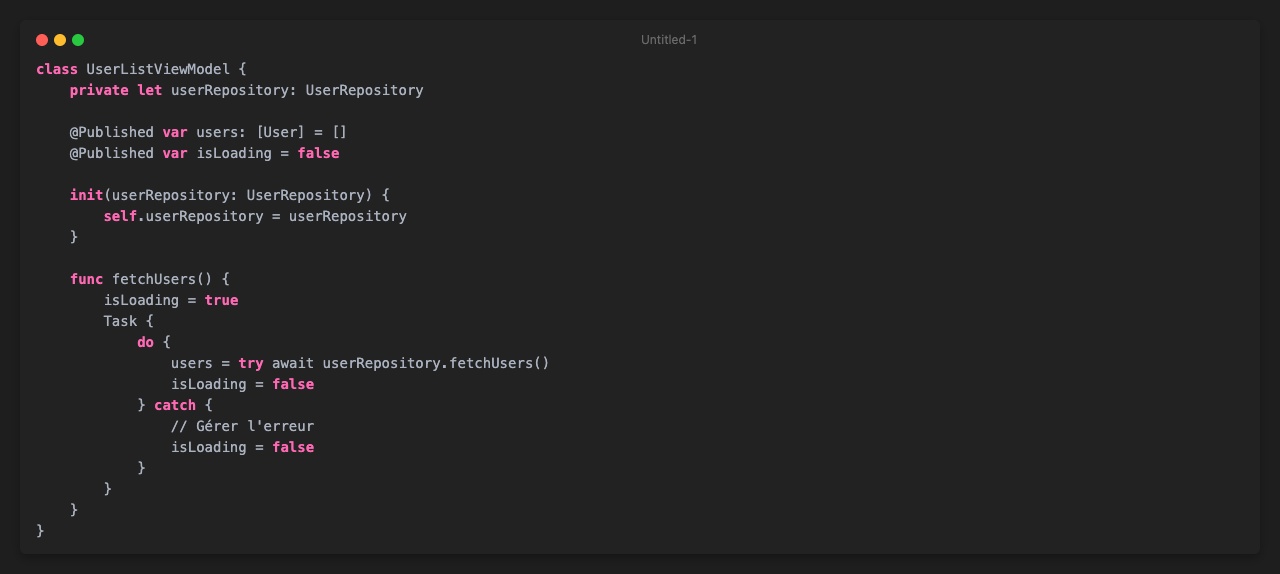 Untitled-1
class UserListViewModel {
    private let userRepository: UserRepository

    @Published var users: [User] = []
    @Published var isLoading = false

    init(userRepository: UserRepository) {
        self.userRepository = userRepository
    }

    func fetchUsers() {
        isLoading = true
        Task {
            do {
                users = try await userRepository.fetchUsers()
                isLoading = false
            } catch {
                // Gérer l'erreur
                isLoading = false
            }
        }
    }
}